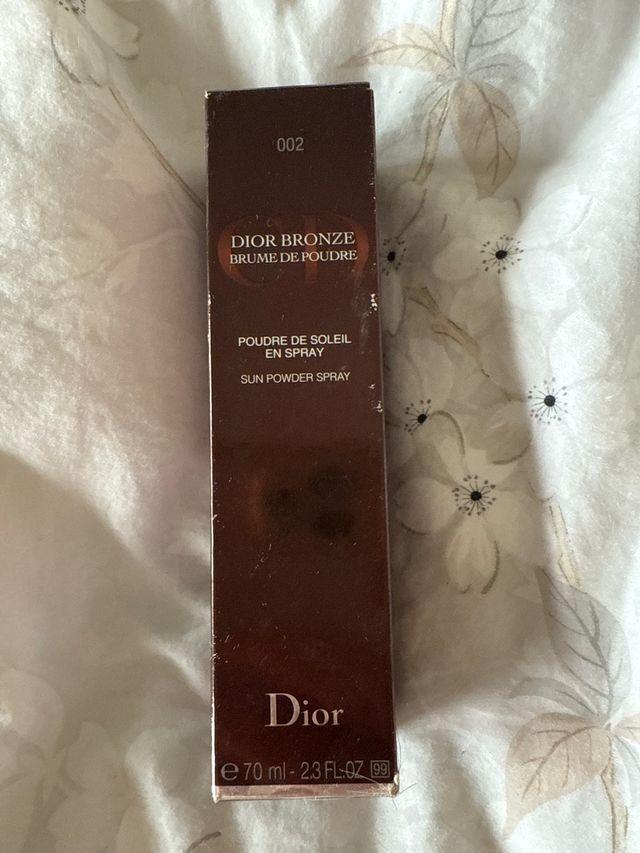 002
DIOR BRONZE
BRUME DE POUDRE
POUDRE DE SOLEIL
EN SPRAY
SUN POWDER SPRAY
Dior
℮ 70 ml - 2.3 FL.OZ 99